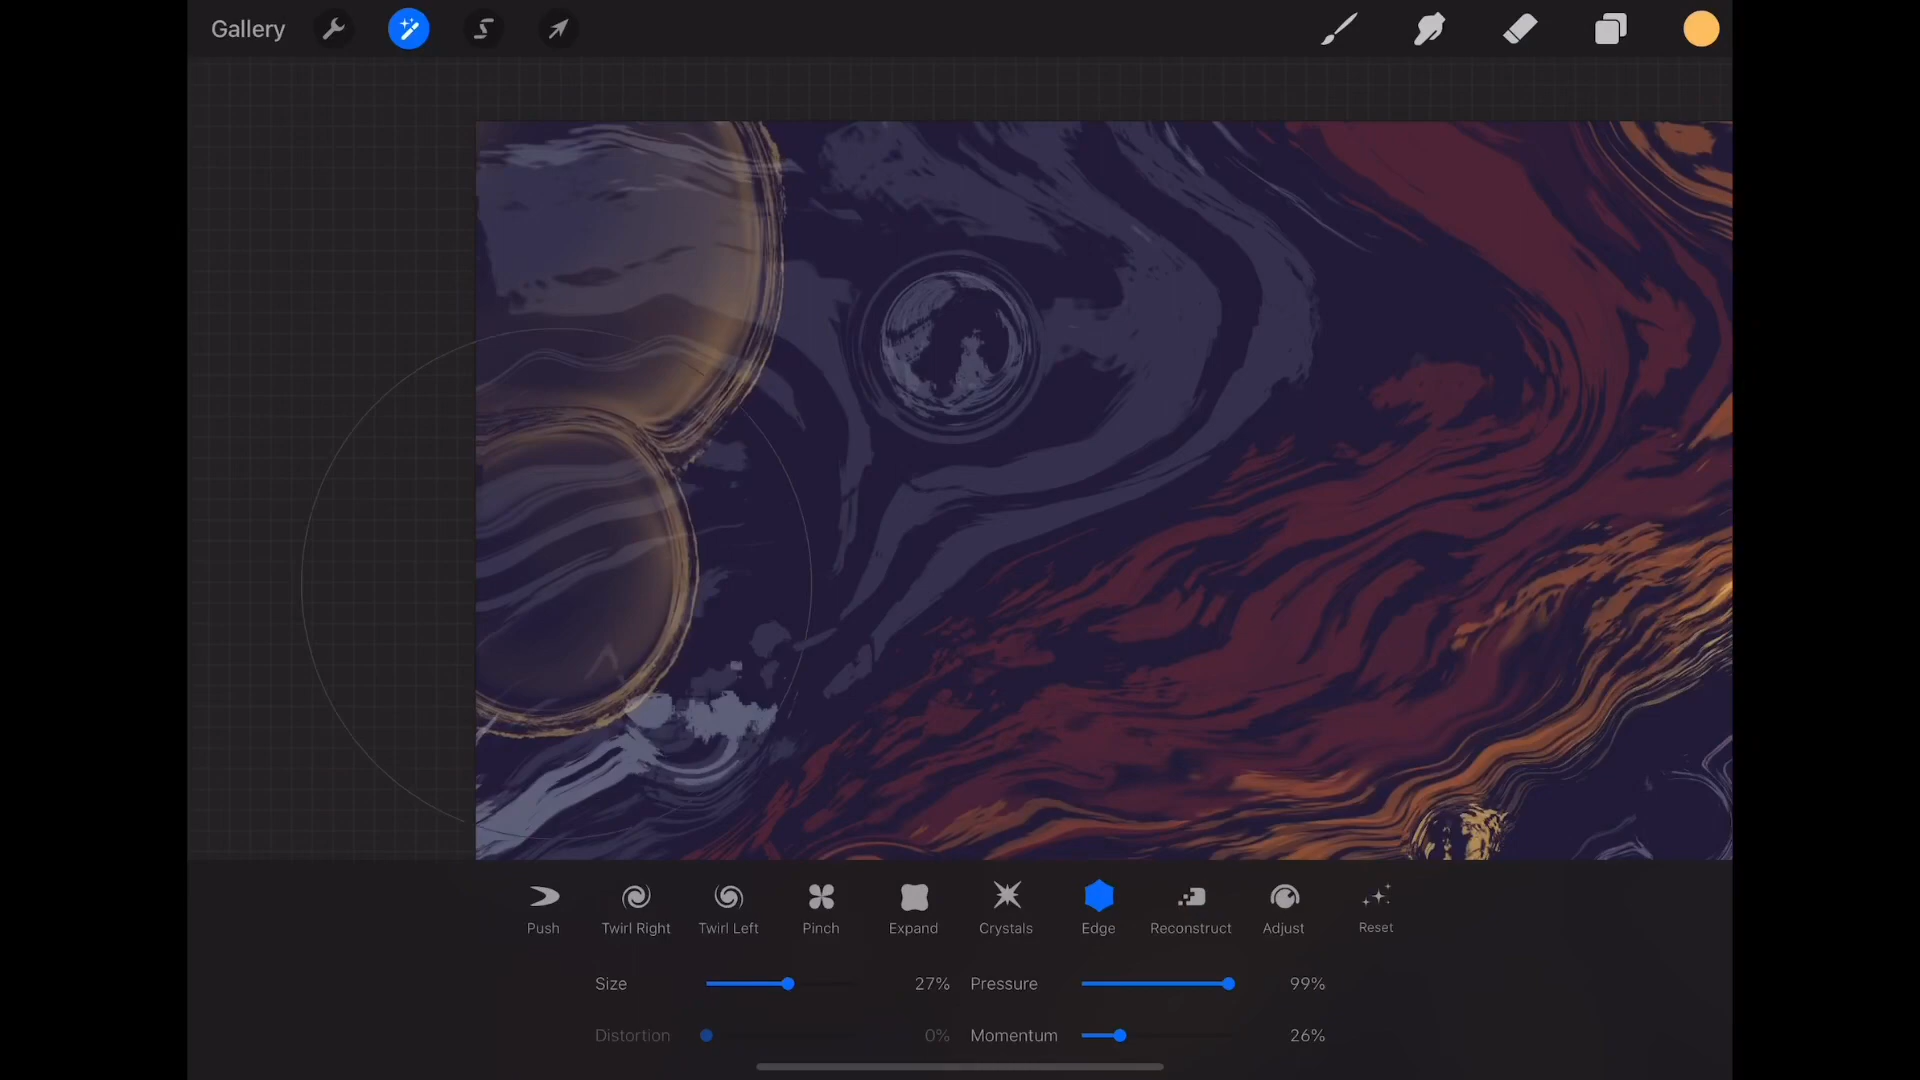 Gallery
Push Twirl Right Twirl Left Pinch Expand Crystals Edge Reconstruct Adjust Reset
Size 27% Pressure 99%
Distortion 0% Momentum 26%